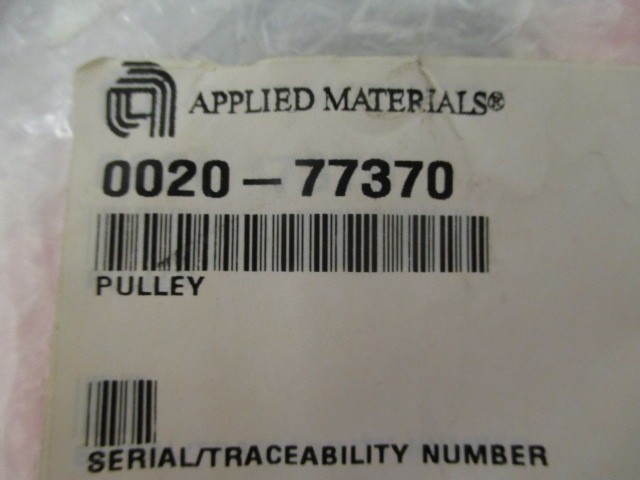 APPLIED MATERIALS®
0020-77370
PULLEY
SERIAL/TRACEABILITY NUMBER